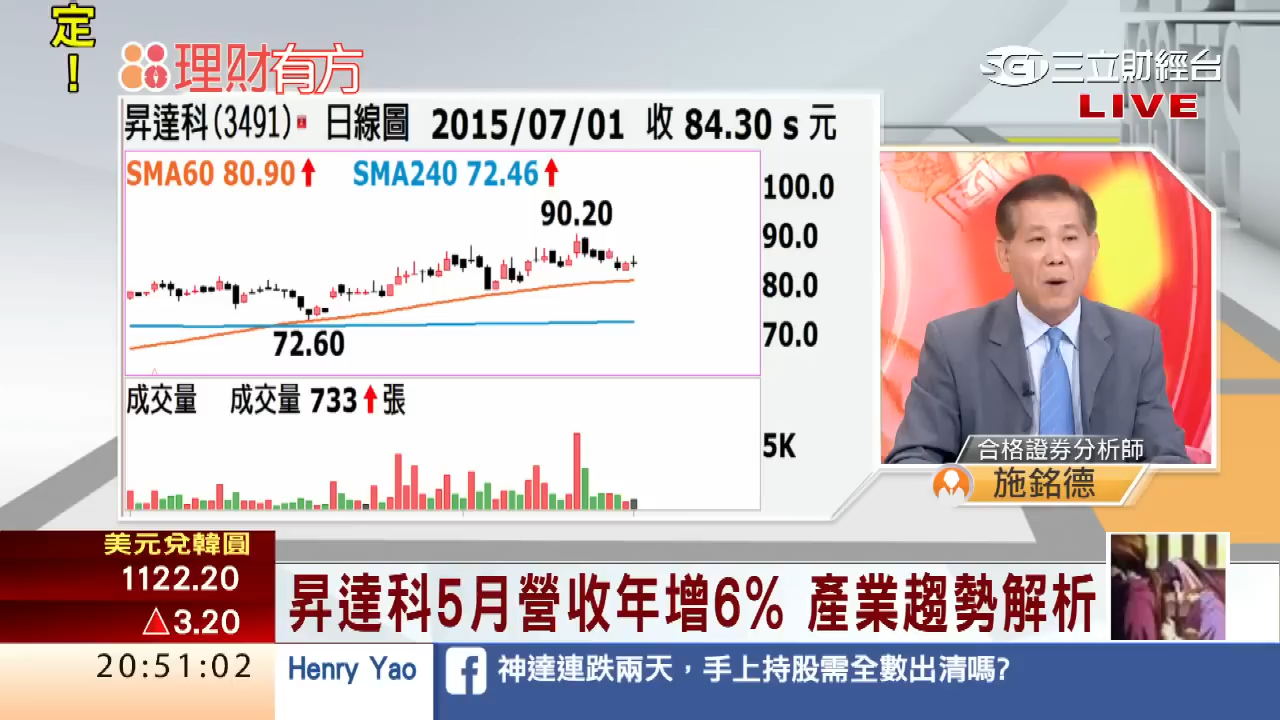 定！
理財有方
SET三立財經台
LIVE
昇達科(3491) 日線圖 2015/07/01 收 84.30 s 元
SMA60 80.90 SMA240 72.46
100.0
90.0
80.0
70.0
90.20
72.60
成交量 成交量 733 張
5K
合格證券分析師
施銘德
美元兌韓圓
1122.20
△3.20
昇達科5月營收年增6% 產業趨勢解析
20:51:02
Henry Yao
神達連跌兩天，手上持股需全數出清嗎?